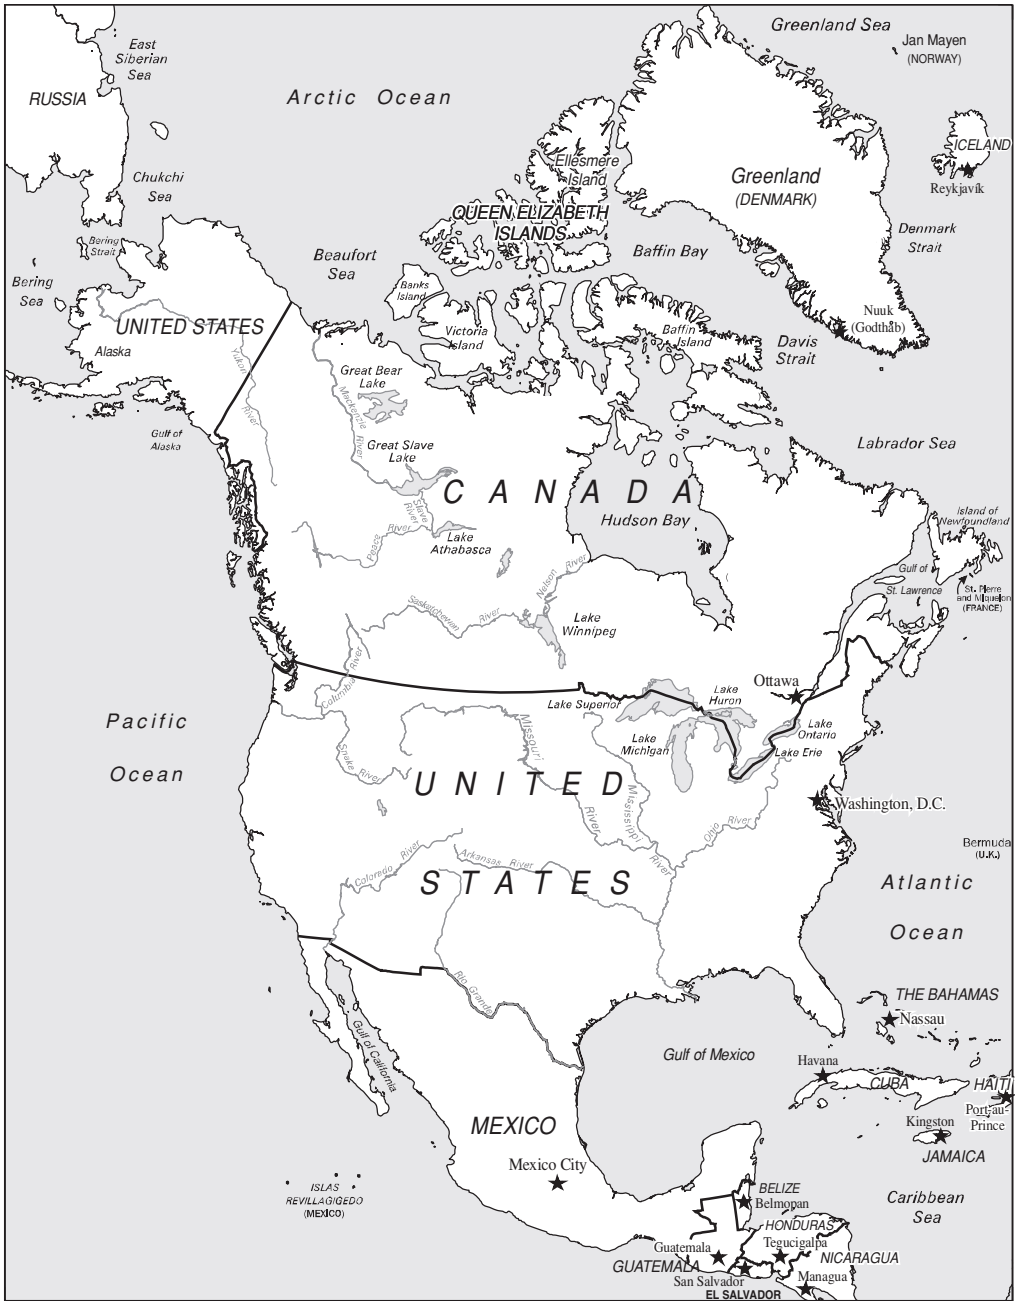 Greenland Sea
Jan Mayen
(NORWAY)
East
Siberian
Sea
RUSSIA
Arctic Ocean
ICELAND
Reykjavík
Ellesmere
Island
Greenland
(DENMARK)
Chukchi
Sea
QUEEN ELIZABETH
ISLANDS
Denmark
Strait
Bering
Strait
Beaufort
Sea
Baffin Bay
Bering
Sea
Banks
Island
Nuuk
(Godthåb)
UNITED STATES
Victoria
Island
Baffin
Island
Davis
Strait
Alaska
Yukon
River
Great Bear
Lake
Mackenzie
River
Gulf of
Alaska
Great Slave
Lake
Labrador Sea
CANADA
Slave
River
Hudson Bay
Island of
Newfoundland
Peace
River
Lake
Athabasca
Gulf of
St. Lawrence
St. Pierre
and Miquelon
(FRANCE)
Nelson
River
Saskatchewan
River
Lake
Winnipeg
Columbia
River
Ottawa
Lake Superior
Lake
Huron
Pacific
Ocean
Missouri
River
Lake
Michigan
Lake
Ontario
Lake Erie
Snake
River
UNITED
STATES
Mississippi
River
Ohio
River
Washington, D.C.
Bermuda
(U.K.)
Colorado
River
Arkansas River
Atlantic
Ocean
Rio Grande
THE BAHAMAS
Nassau
Gulf of California
Gulf of Mexico
Havana
CUBA
HAITI
Port-au-
Prince
MEXICO
Kingston
JAMAICA
Mexico City
ISLAS
REVILLAGIGEDO
(MEXICO)
BELIZE
Belmopan
Caribbean
Sea
HONDURAS
Tegucigalpa
Guatemala
GUATEMALA
NICARAGUA
San Salvador
EL SALVADOR
Managua